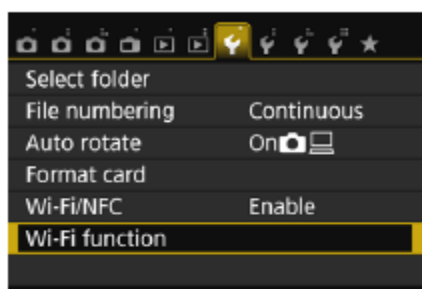 Select folder
File numbering Continuous
Auto rotate On
Format card
Wi-Fi/NFC Enable
Wi-Fi function